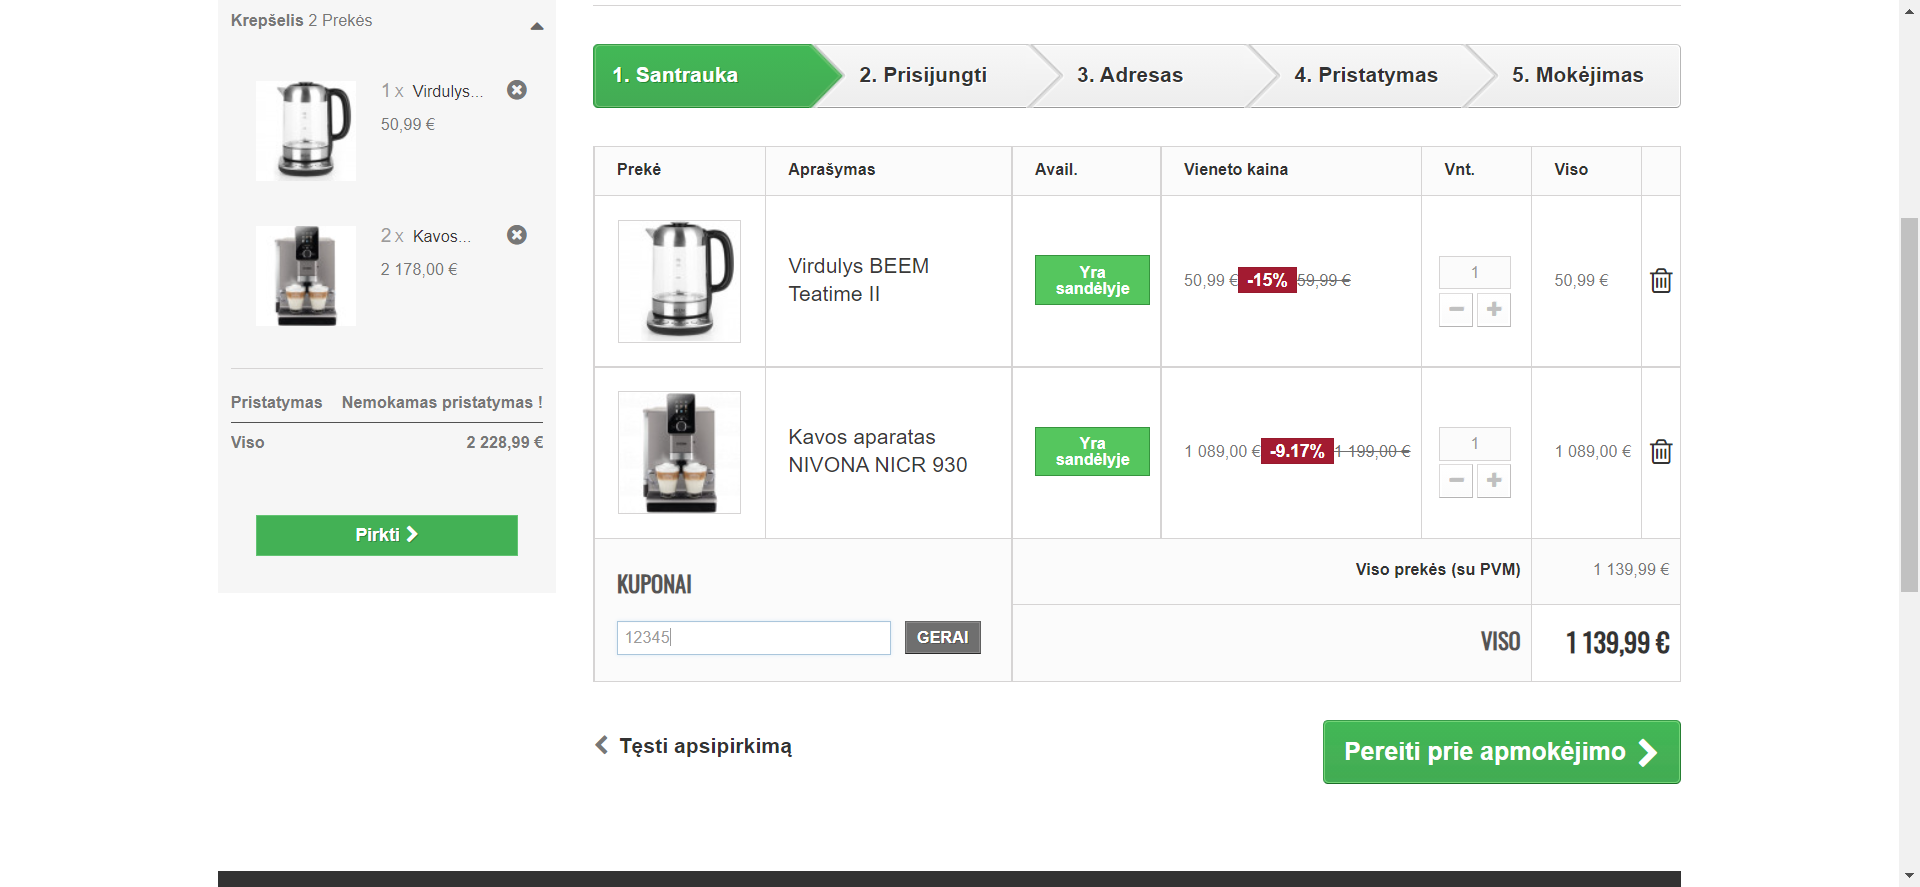 Krepšelis 2 Prekės
1 x Virdulys...
50,99 €
2 x Kavos...
2 178,00 €
Pristatymas Nemokamas pristatymas !
Viso 2 228,99 €
Pirkti
1. Santrauka
2. Prisijungti
3. Adresas
4. Pristatymas
5. Mokėjimas
Prekė Aprašymas Avail. Vieneto kaina Vnt. Viso
Virdulys BEEM
Teatime II
Yra
sandėlyje
50,99 € -15% 59,99 €
1
50,99 €
Kavos aparatas
NIVONA NICR 930
Yra
sandėlyje
1 089,00 € -9.17% 1 199,00 €
1
1 089,00 €
KUPONAI
12345
GERAI
Viso prekės (su PVM) 1 139,99 €
VISO 1 139,99 €
Tęsti apsipirkimą
Pereiti prie apmokėjimo